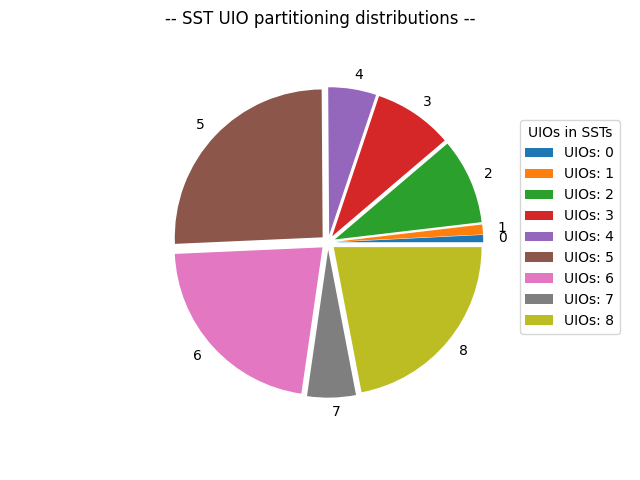 -- SST UIO partitioning distributions --
4
3
5
2
1
0
6
8
7
UIOs in SSTs
UIOs: 0
UIOs: 1
UIOs: 2
UIOs: 3
UIOs: 4
UIOs: 5
UIOs: 6
UIOs: 7
UIOs: 8